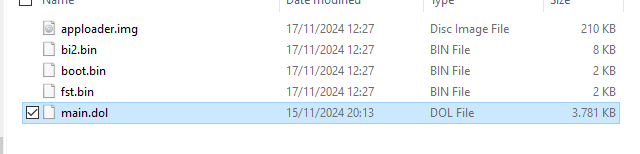 Name Date modified Type Size
apploader.img 17/11/2024 12:27 Disc Image File 210 KB
bi2.bin 17/11/2024 12:27 BIN File 8 KB
boot.bin 17/11/2024 12:27 BIN File 2 KB
fst.bin 17/11/2024 12:27 BIN File 2 KB
main.dol 15/11/2024 20:13 DOL File 3.781 KB